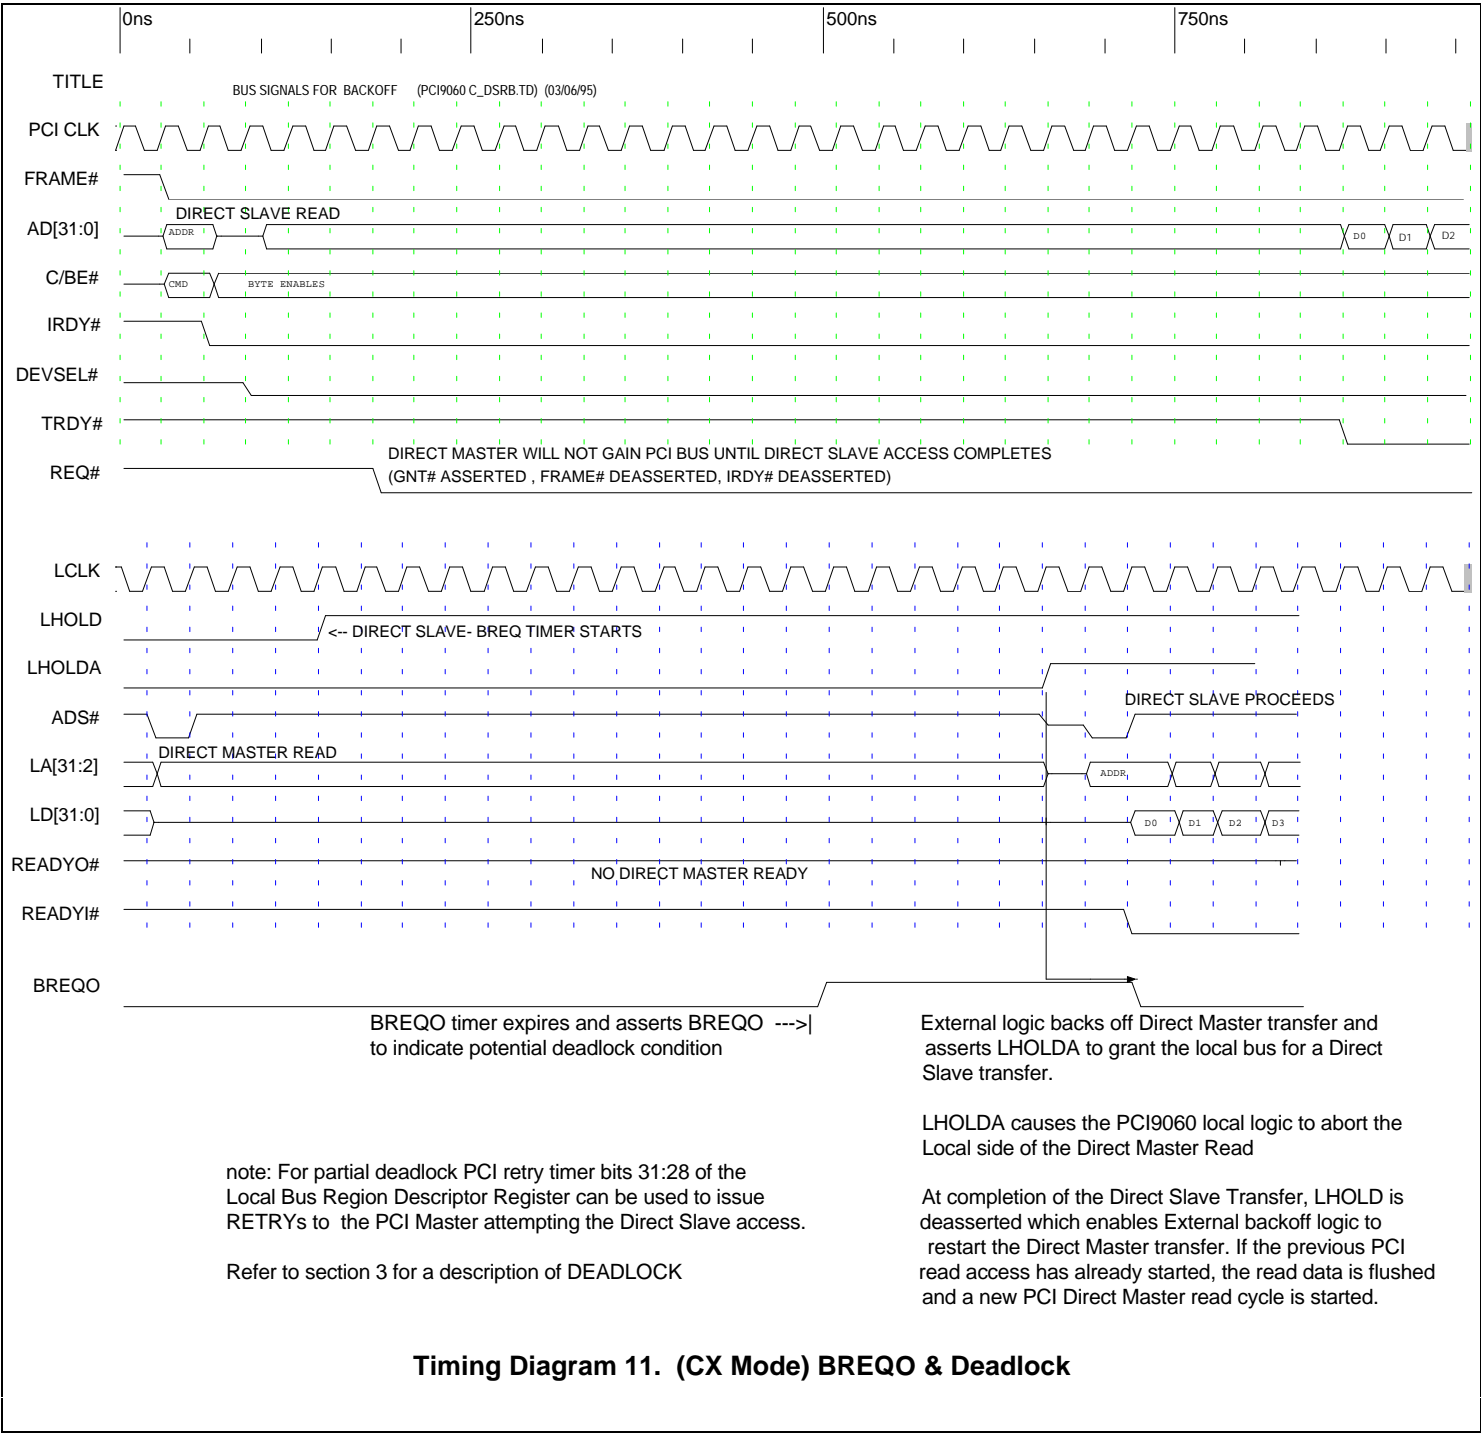 0ns 250ns 500ns 750ns
TITLE
BUS SIGNALS FOR BACKOFF (PCI9060 C_DSRB.TD) (03/06/95)
PCI CLK
FRAME#
DIRECT SLAVE READ
AD[31:0]
ADDR D0 D1 D2
C/BE#
CMD BYTE ENABLES
IRDY#
DEVSEL#
TRDY#
DIRECT MASTER WILL NOT GAIN PCI BUS UNTIL DIRECT SLAVE ACCESS COMPLETES
REQ#
(GNT# ASSERTED , FRAME# DEASSERTED, IRDY# DEASSERTED)
LCLK
LHOLD
<-- DIRECT SLAVE- BREQ TIMER STARTS
LHOLDA
DIRECT SLAVE PROCEEDS
ADS#
DIRECT MASTER READ
LA[31:2]
ADDR
LD[31:0]
D0 D1 D2 D3
READYO#
NO DIRECT MASTER READY
READYI#
BREQO
BREQO timer expires and asserts BREQO --->|
to indicate potential deadlock condition
External logic backs off Direct Master transfer and
asserts LHOLDA to grant the local bus for a Direct
Slave transfer.
LHOLDA causes the PCI9060 local logic to abort the
Local side of the Direct Master Read
note: For partial deadlock PCI retry timer bits 31:28 of the
Local Bus Region Descriptor Register can be used to issue
RETRYs to the PCI Master attempting the Direct Slave access.
Refer to section 3 for a description of DEADLOCK
At completion of the Direct Slave Transfer, LHOLD is
deasserted which enables External backoff logic to
restart the Direct Master transfer. If the previous PCI
read access has already started, the read data is flushed
and a new PCI Direct Master read cycle is started.
Timing Diagram 11. (CX Mode) BREQO & Deadlock